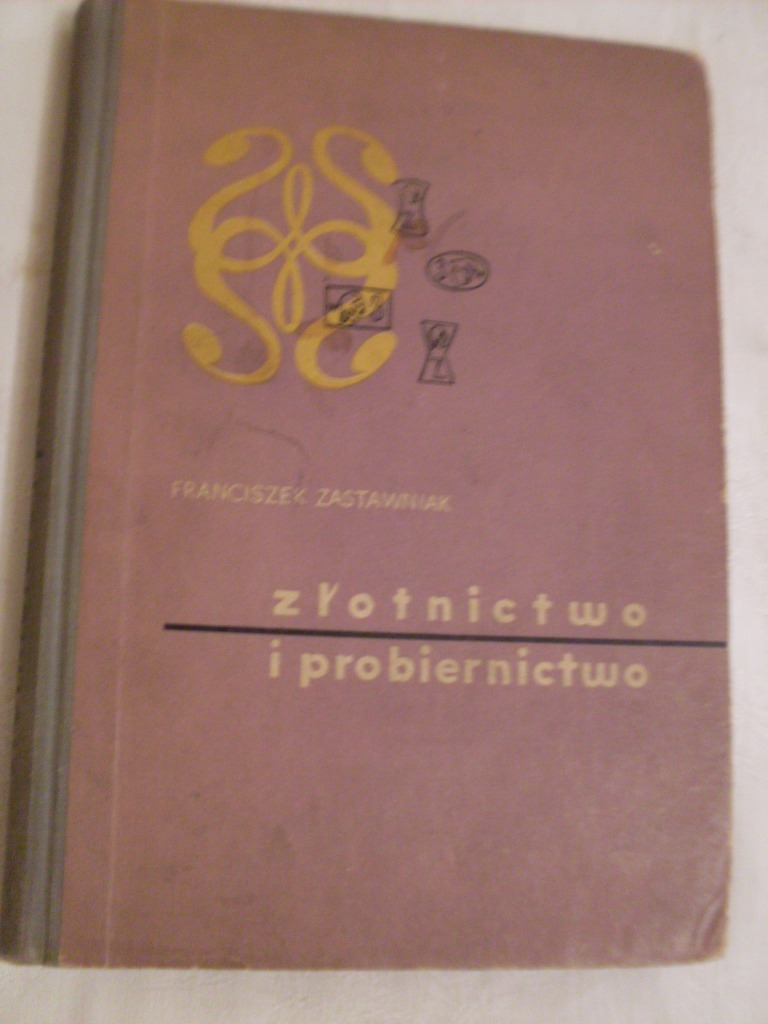 FRANCISZEK ZASTAWNIAK
złotnictwo
i probiernictwo